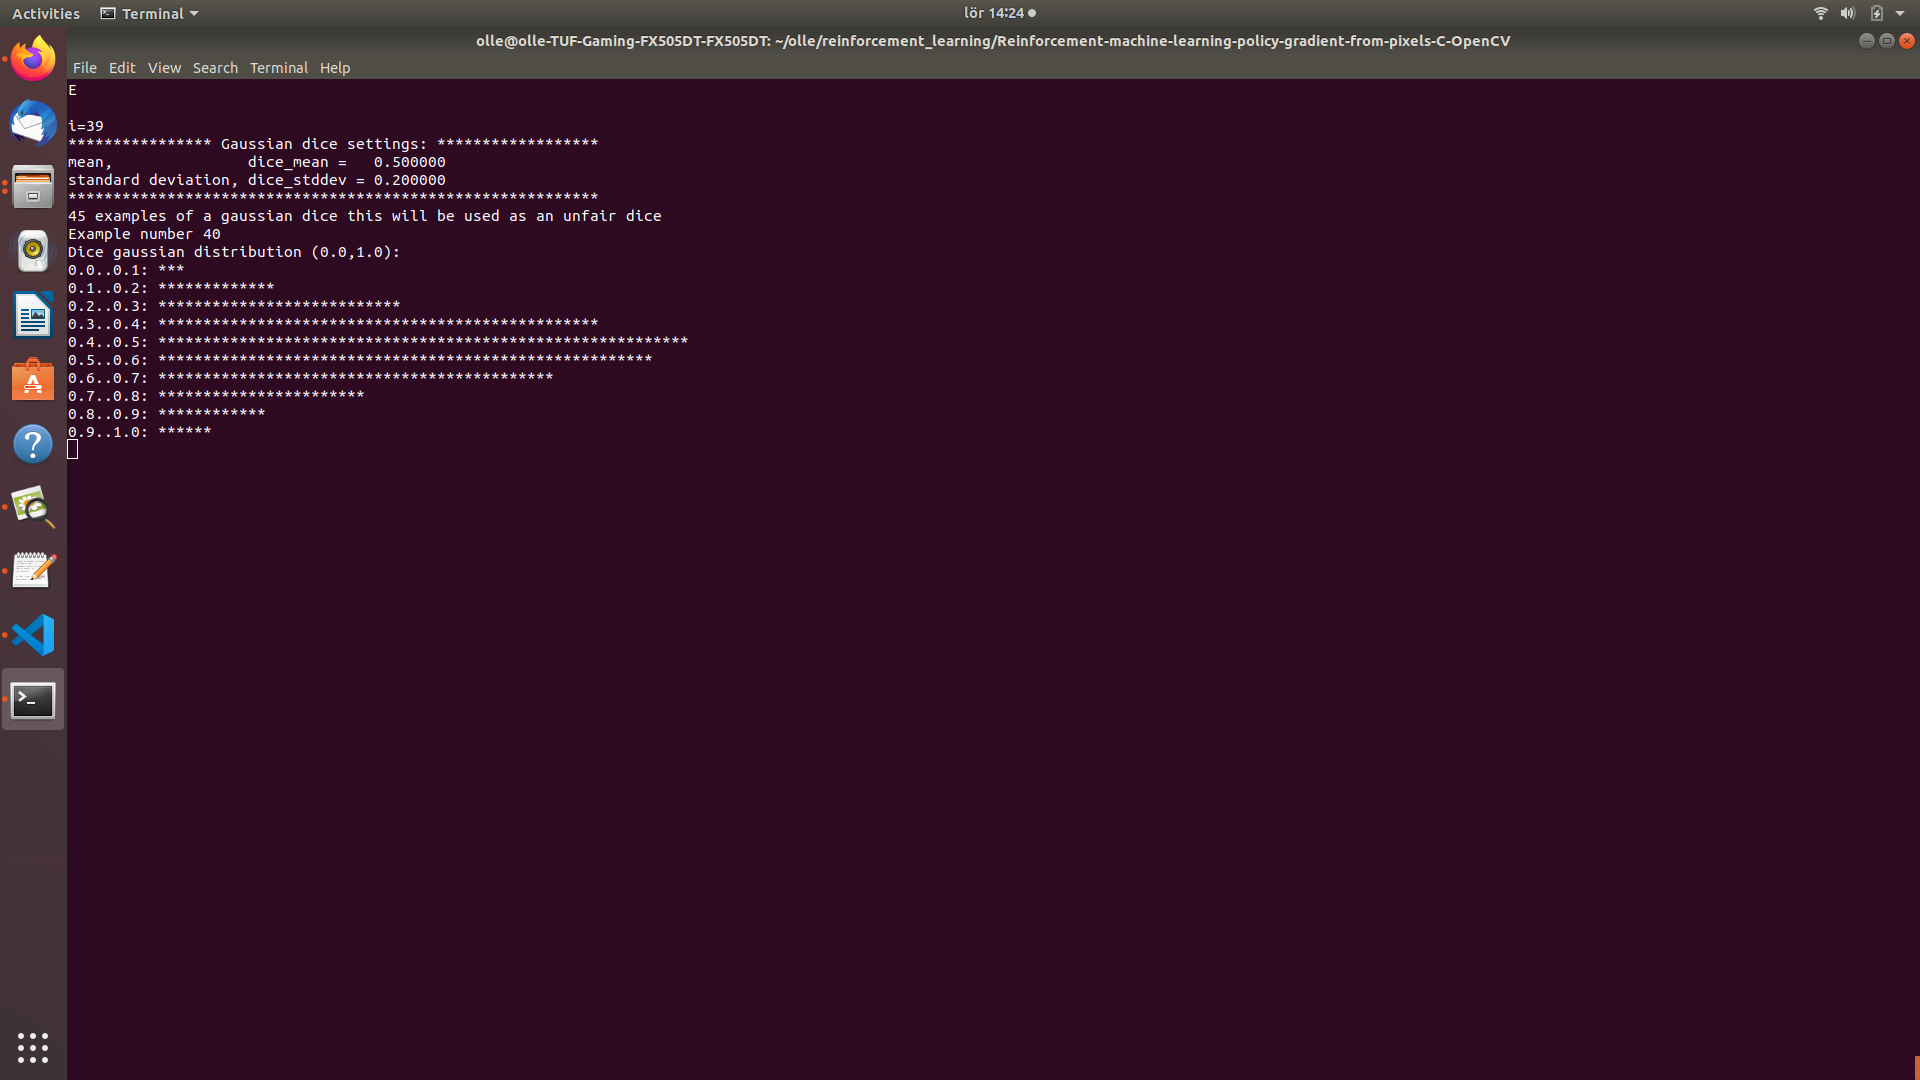 Activities Terminal lör 14:24
olle@olle-TUF-Gaming-FX505DT-FX505DT: ~/olle/reinforcement_learning/Reinforcement-machine-learning-policy-gradient-from-pixels-C-OpenCV
File Edit View Search Terminal Help
E
i=39
**************** Gaussian dice settings: ******************
mean,               dice_mean =   0.500000
standard deviation, dice_stddev = 0.200000
***********************************************************
45 examples of a gaussian dice this will be used as an unfair dice
Example number 40
Dice gaussian distribution (0.0,1.0):
0.0..0.1: ***
0.1..0.2: *************
0.2..0.3: ***************************
0.3..0.4: *************************************************
0.4..0.5: ***********************************************************
0.5..0.6: *******************************************************
0.6..0.7: ********************************************
0.7..0.8: ***********************
0.8..0.9: ************
0.9..1.0: ******